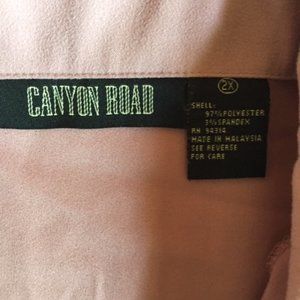 CANYON ROAD
2X
SHELL:
97%POLYESTER
3%SPANDEX
RN 94314
MADE IN MALAYSIA
SEE REVERSE
FOR CARE